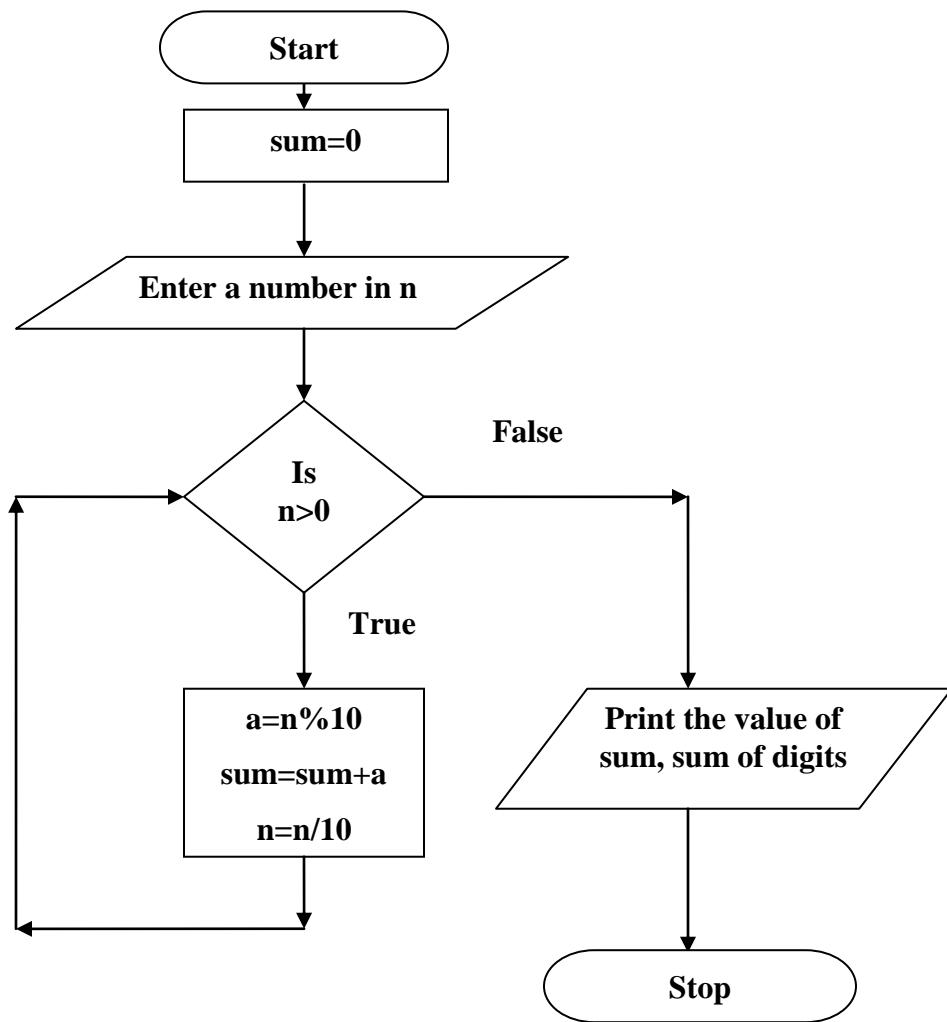 Start
sum=0
Enter a number in n
Is
n>0
False
True
a=n%10
sum=sum+a
n=n/10
Print the value of
sum, sum of digits
Stop